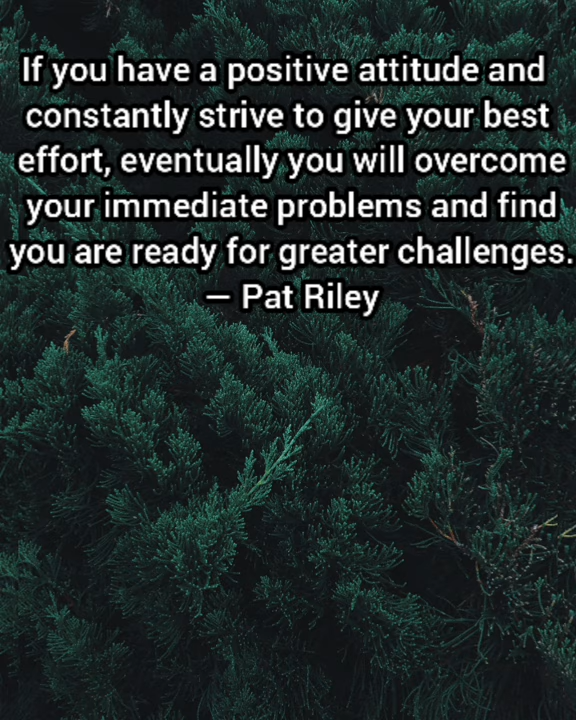 If you have a positive attitude and
constantly strive to give your best
effort, eventually you will overcome
your immediate problems and find
you are ready for greater challenges.
— Pat Riley